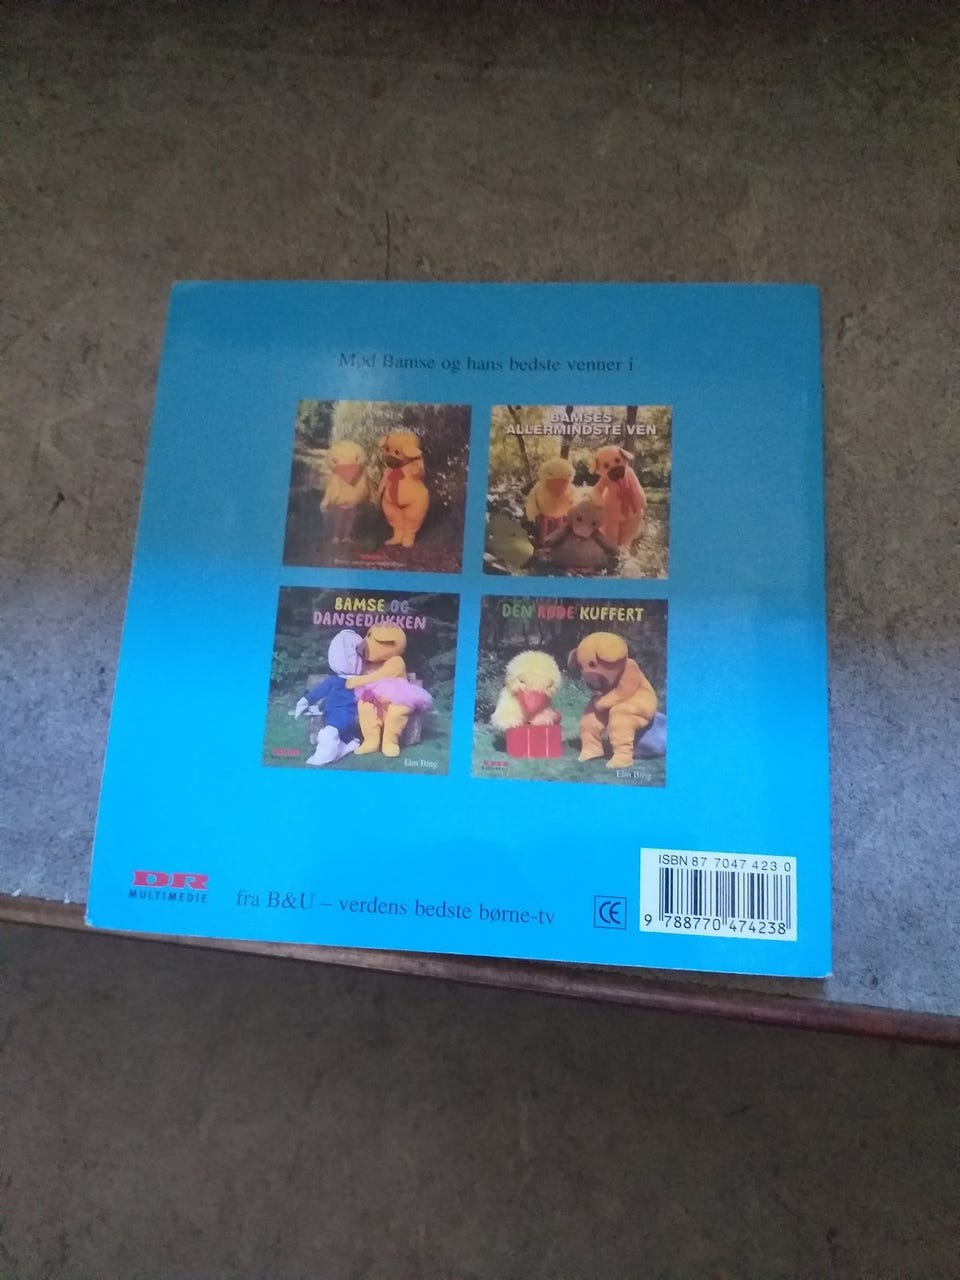 Mød Bamse og hans bedste venner i
BAMSES
BAMSES
ALLERMINDSTE VEN
BAMSE OG
DANSEDUKKEN
Elin Bing
DEN RØDE KUFFERT
Elin Bing
DR
MULTIMEDIE
fra B&U – verdens bedste børne-tv
CE
ISBN 87 7047 423 0
9 788770 474238